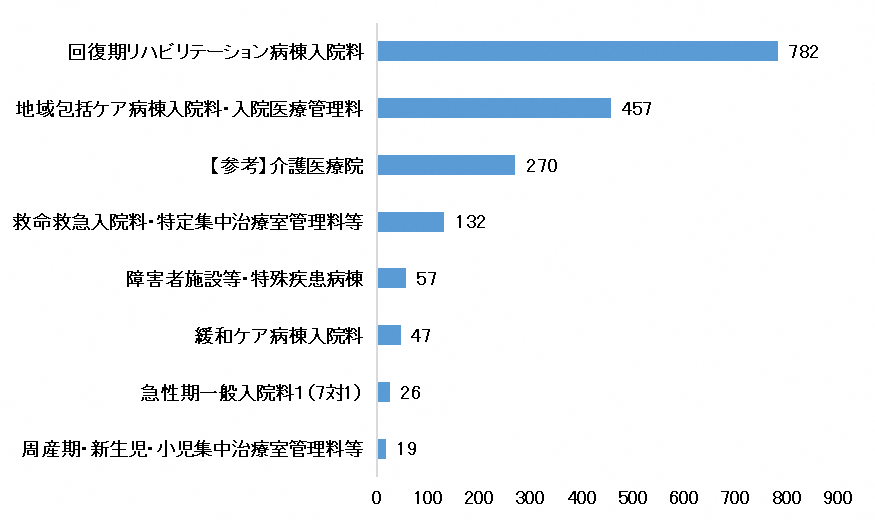 回復期リハビリテーション病棟入院料 782
地域包括ケア病棟入院料・入院医療管理料 457
【参考】介護医療院 270
救命救急入院料・特定集中治療室管理料等 132
障害者施設等・特殊疾患病棟 57
緩和ケア病棟入院料 47
急性期一般入院料1（7対1） 26
周産期・新生児・小児集中治療室管理料等 19
0 100 200 300 400 500 600 700 800 900